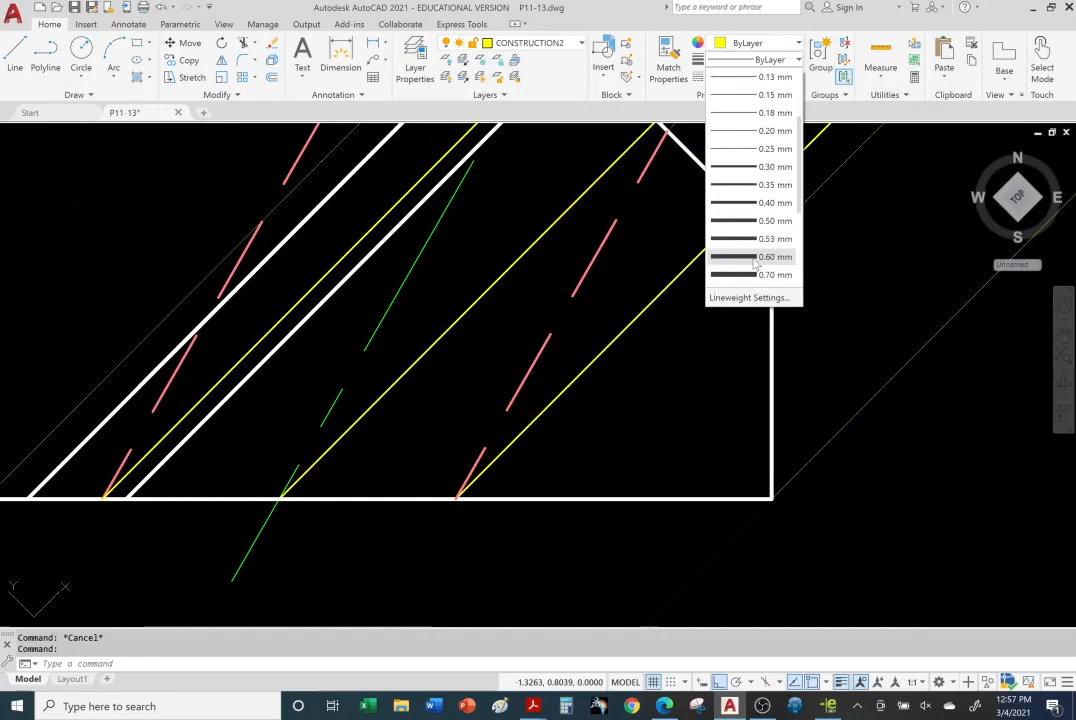 Autodesk AutoCAD 2021 - EDUCATIONAL VERSION P11-13.dwg
Type a keyword or phrase
Sign In
Home Insert Annotate Parametric View Manage Output Add-ins Collaborate Express Tools
Line Polyline Circle Arc
Move
Copy
Stretch
Text Dimension
Layer
Properties
CONSTRUCTION2
Insert
Match
Properties
ByLayer
ByLayer
Group
Measure
Paste
Base
Select
Mode
Draw Modify Annotation Layers Block Groups Utilities Clipboard View Touch
Start P11-13*
0.13 mm
0.15 mm
0.18 mm
0.20 mm
0.25 mm
0.30 mm
0.35 mm
0.40 mm
0.50 mm
0.53 mm
0.60 mm
0.70 mm
Lineweight Settings...
N
W TOP E
S
Unnamed
Y X
Command: *Cancel*
Command:
Type a command
Model Layout1
-1.3263, 0.8039, 0.0000 MODEL 1:1
Type here to search
12:57 PM
3/4/2021